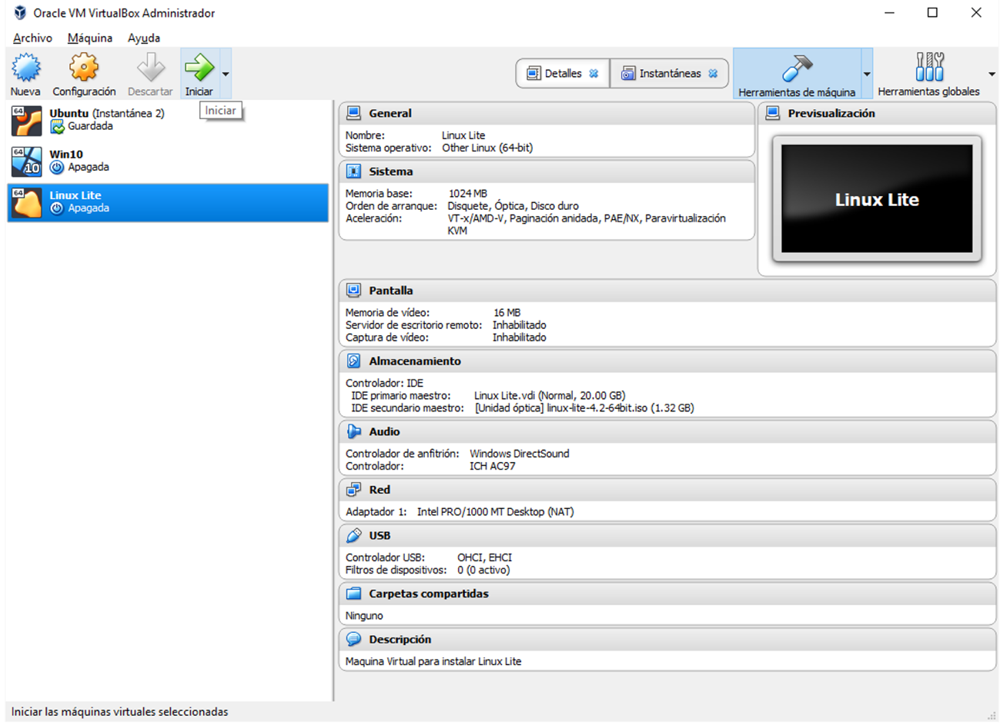 Oracle VM VirtualBox Administrador
Archivo Máquina Ayuda
Nueva Configuración Descartar Iniciar
Detalles Instantáneas Herramientas de máquina Herramientas globales
Iniciar
64
Ubuntu (Instantánea 2)
Guardada
64
10
Win10
Apagada
64
Linux Lite
Apagada
General
Nombre: Linux Lite
Sistema operativo: Other Linux (64-bit)
Sistema
Memoria base: 1024 MB
Orden de arranque: Disquete, Óptica, Disco duro
Aceleración: VT-x/AMD-V, Paginación anidada, PAE/NX, Paravirtualización
KVM
Previsualización
Linux Lite
Pantalla
Memoria de vídeo: 16 MB
Servidor de escritorio remoto: Inhabilitado
Captura de vídeo: Inhabilitado
Almacenamiento
Controlador: IDE
IDE primario maestro: Linux Lite.vdi (Normal, 20.00 GB)
IDE secundario maestro: [Unidad óptica] linux-lite-4.2-64bit.iso (1.32 GB)
Audio
Controlador de anfitrión: Windows DirectSound
Controlador: ICH AC97
Red
Adaptador 1: Intel PRO/1000 MT Desktop (NAT)
USB
Controlador USB: OHCI, EHCI
Filtros de dispositivos: 0 (0 activo)
Carpetas compartidas
Ninguno
Descripción
Maquina Virtual para instalar Linux Lite
Iniciar las máquinas virtuales seleccionadas